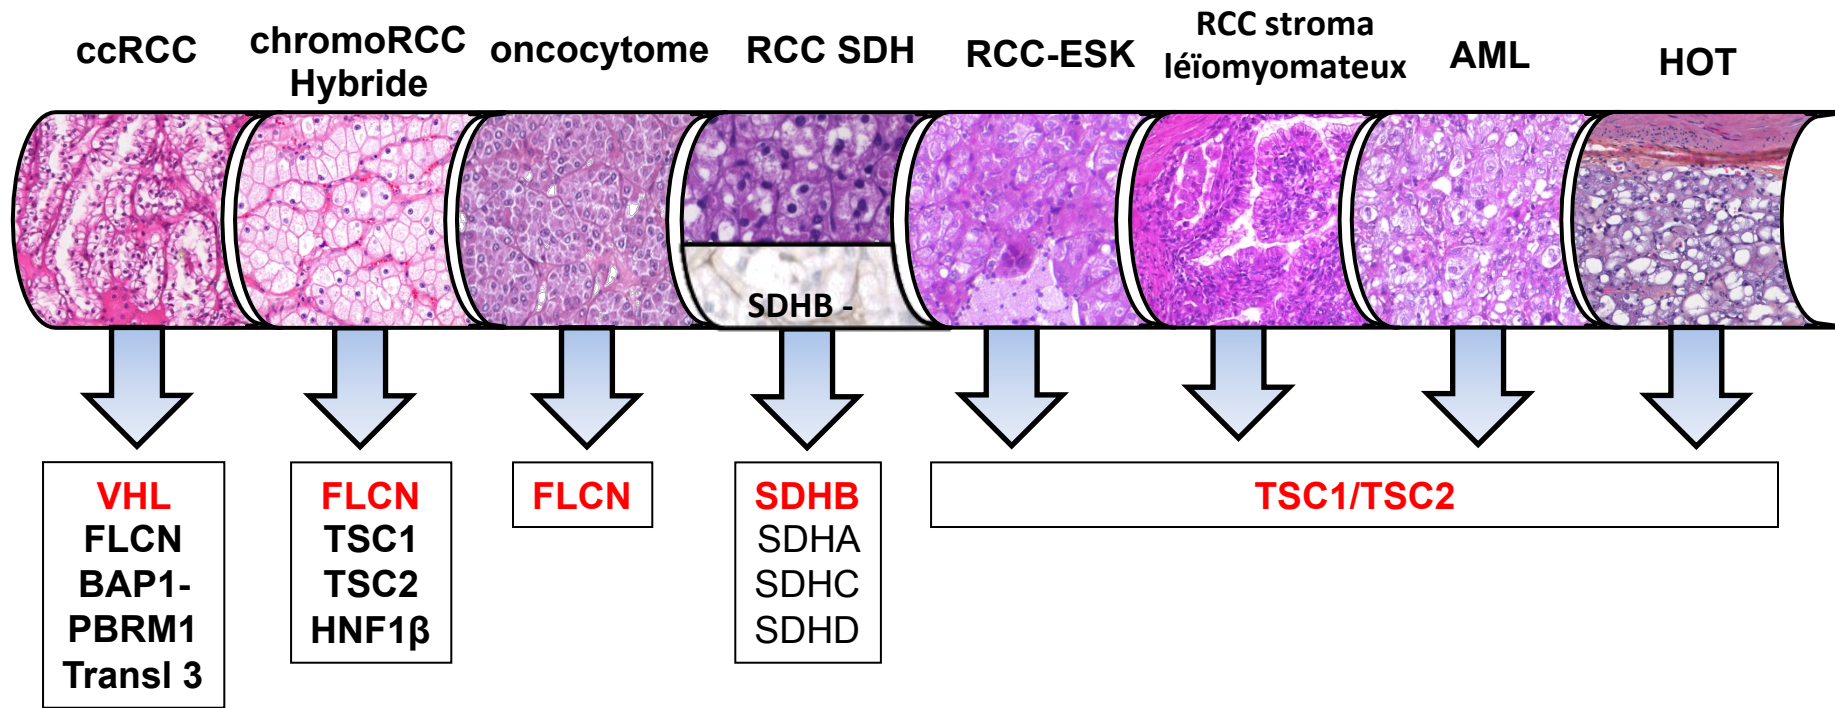 ccRCC
chromoRCC
Hybride
oncocytome
RCC SDH
RCC-ESK
RCC stroma
léïomyomateux
AML
HOT
SDHB -
VHL
FLCN
BAP1-
PBRM1
Transl 3
FLCN
TSC1
TSC2
HNF1β
FLCN
SDHB
SDHA
SDHC
SDHD
TSC1/TSC2